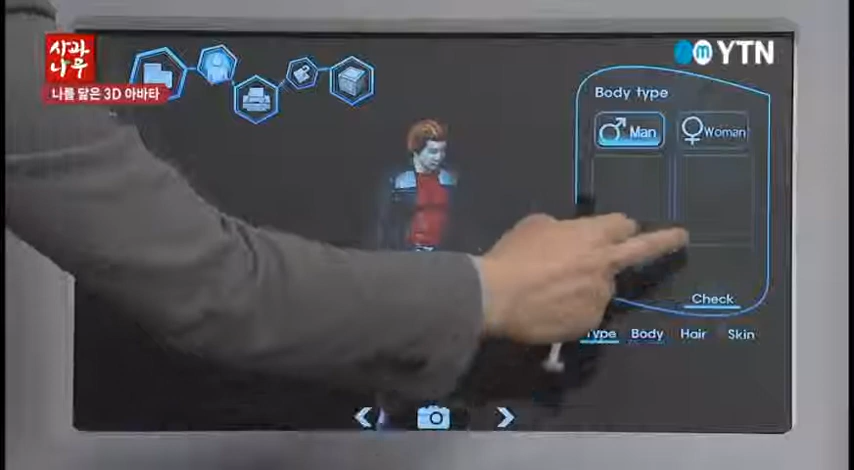 사과
나무
나를 닮은 3D 아바타
m YTN
Body type
Man
Woman
Check
Type Body Hair Skin